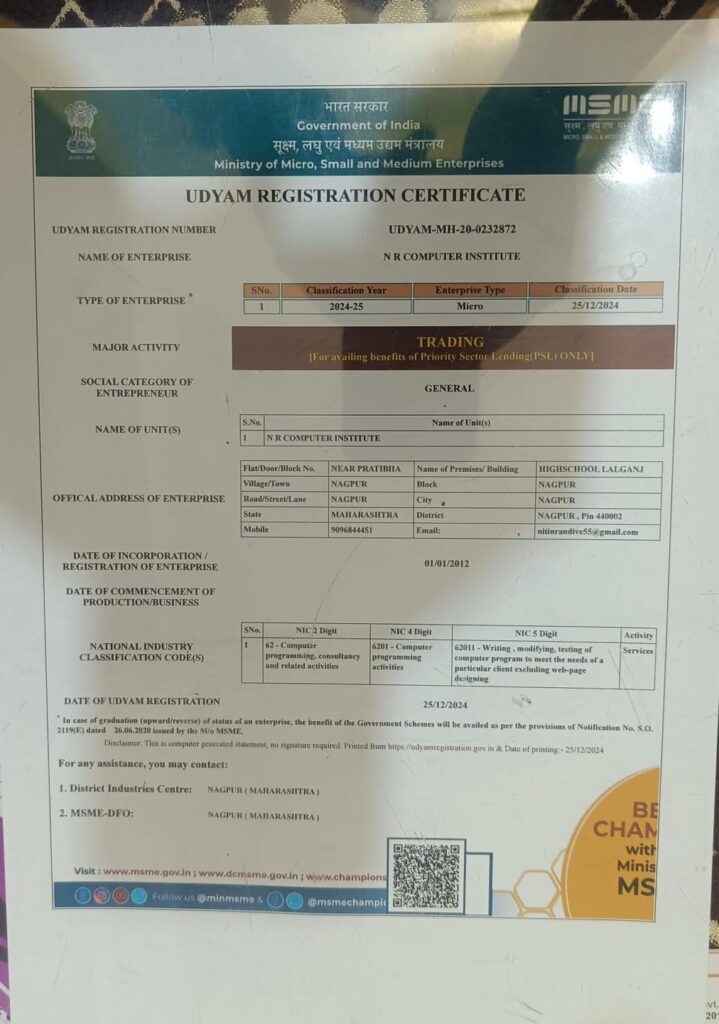 भारत सरकार
Government of India
सूक्ष्म, लघु एवं मध्यम उद्यम मंत्रालय
Ministry of Micro, Small and Medium Enterprises
MSME
सूक्ष्म, लघु एवं
MICRO, SMALL &
UDYAM REGISTRATION CERTIFICATE
UDYAM REGISTRATION NUMBER UDYAM-MH-20-0232872
NAME OF ENTERPRISE N R COMPUTER INSTITUTE
TYPE OF ENTERPRISE *
SNo. Classification Year Enterprise Type Classification Date
1 2024-25 Micro 25/12/2024
MAJOR ACTIVITY
TRADING
[For availing benefits of Priority Sector Lending(PSL) ONLY]
SOCIAL CATEGORY OF
ENTREPRENEUR
GENERAL
NAME OF UNIT(S)
S.No. Name of Unit(s)
1 N R COMPUTER INSTITUTE
OFFICAL ADDRESS OF ENTERPRISE
Flat/Door/Block No. NEAR PRATIBHA Name of Premises/ Building HIGHSCHOOL LALGANJ
Village/Town NAGPUR Block NAGPUR
Road/Street/Lane NAGPUR City NAGPUR
State MAHARASHTRA District NAGPUR , Pin 440002
Mobile 9096844451 Email: nitinrandive55@gmail.com
DATE OF INCORPORATION /
REGISTRATION OF ENTERPRISE
01/01/2012
DATE OF COMMENCEMENT OF
PRODUCTION/BUSINESS
NATIONAL INDUSTRY
CLASSIFICATION CODE(S)
SNo. NIC 2 Digit NIC 4 Digit NIC 5 Digit Activity
1 62 - Computer 6201 - Computer 62011 - Writing , modifying, testing of Services
programming, consultancy programming computer program to meet the needs of a
and related activities activities particular client excluding web-page
designing
DATE OF UDYAM REGISTRATION 25/12/2024
* In case of graduation (upward/reverse) of status of an enterprise, the benefit of the Government Schemes will be availed as per the provisions of Notification No. S.O.
2119(E) dated 26.06.2020 issued by the M/o MSME.
Disclaimer: This is computer generated statement, no signature required. Printed from https://udyamregistration.gov.in & Date of printing:- 25/12/2024
For any assistance, you may contact:
1. District Industries Centre: NAGPUR ( MAHARASHTRA )
2. MSME-DFO: NAGPUR ( MAHARASHTRA )
BE
CHAM
with
Minis
MS
Visit : www.msme.gov.in ; www.dcmsme.gov.in ; www.champions
Follow us @minmsme & @msmechampi